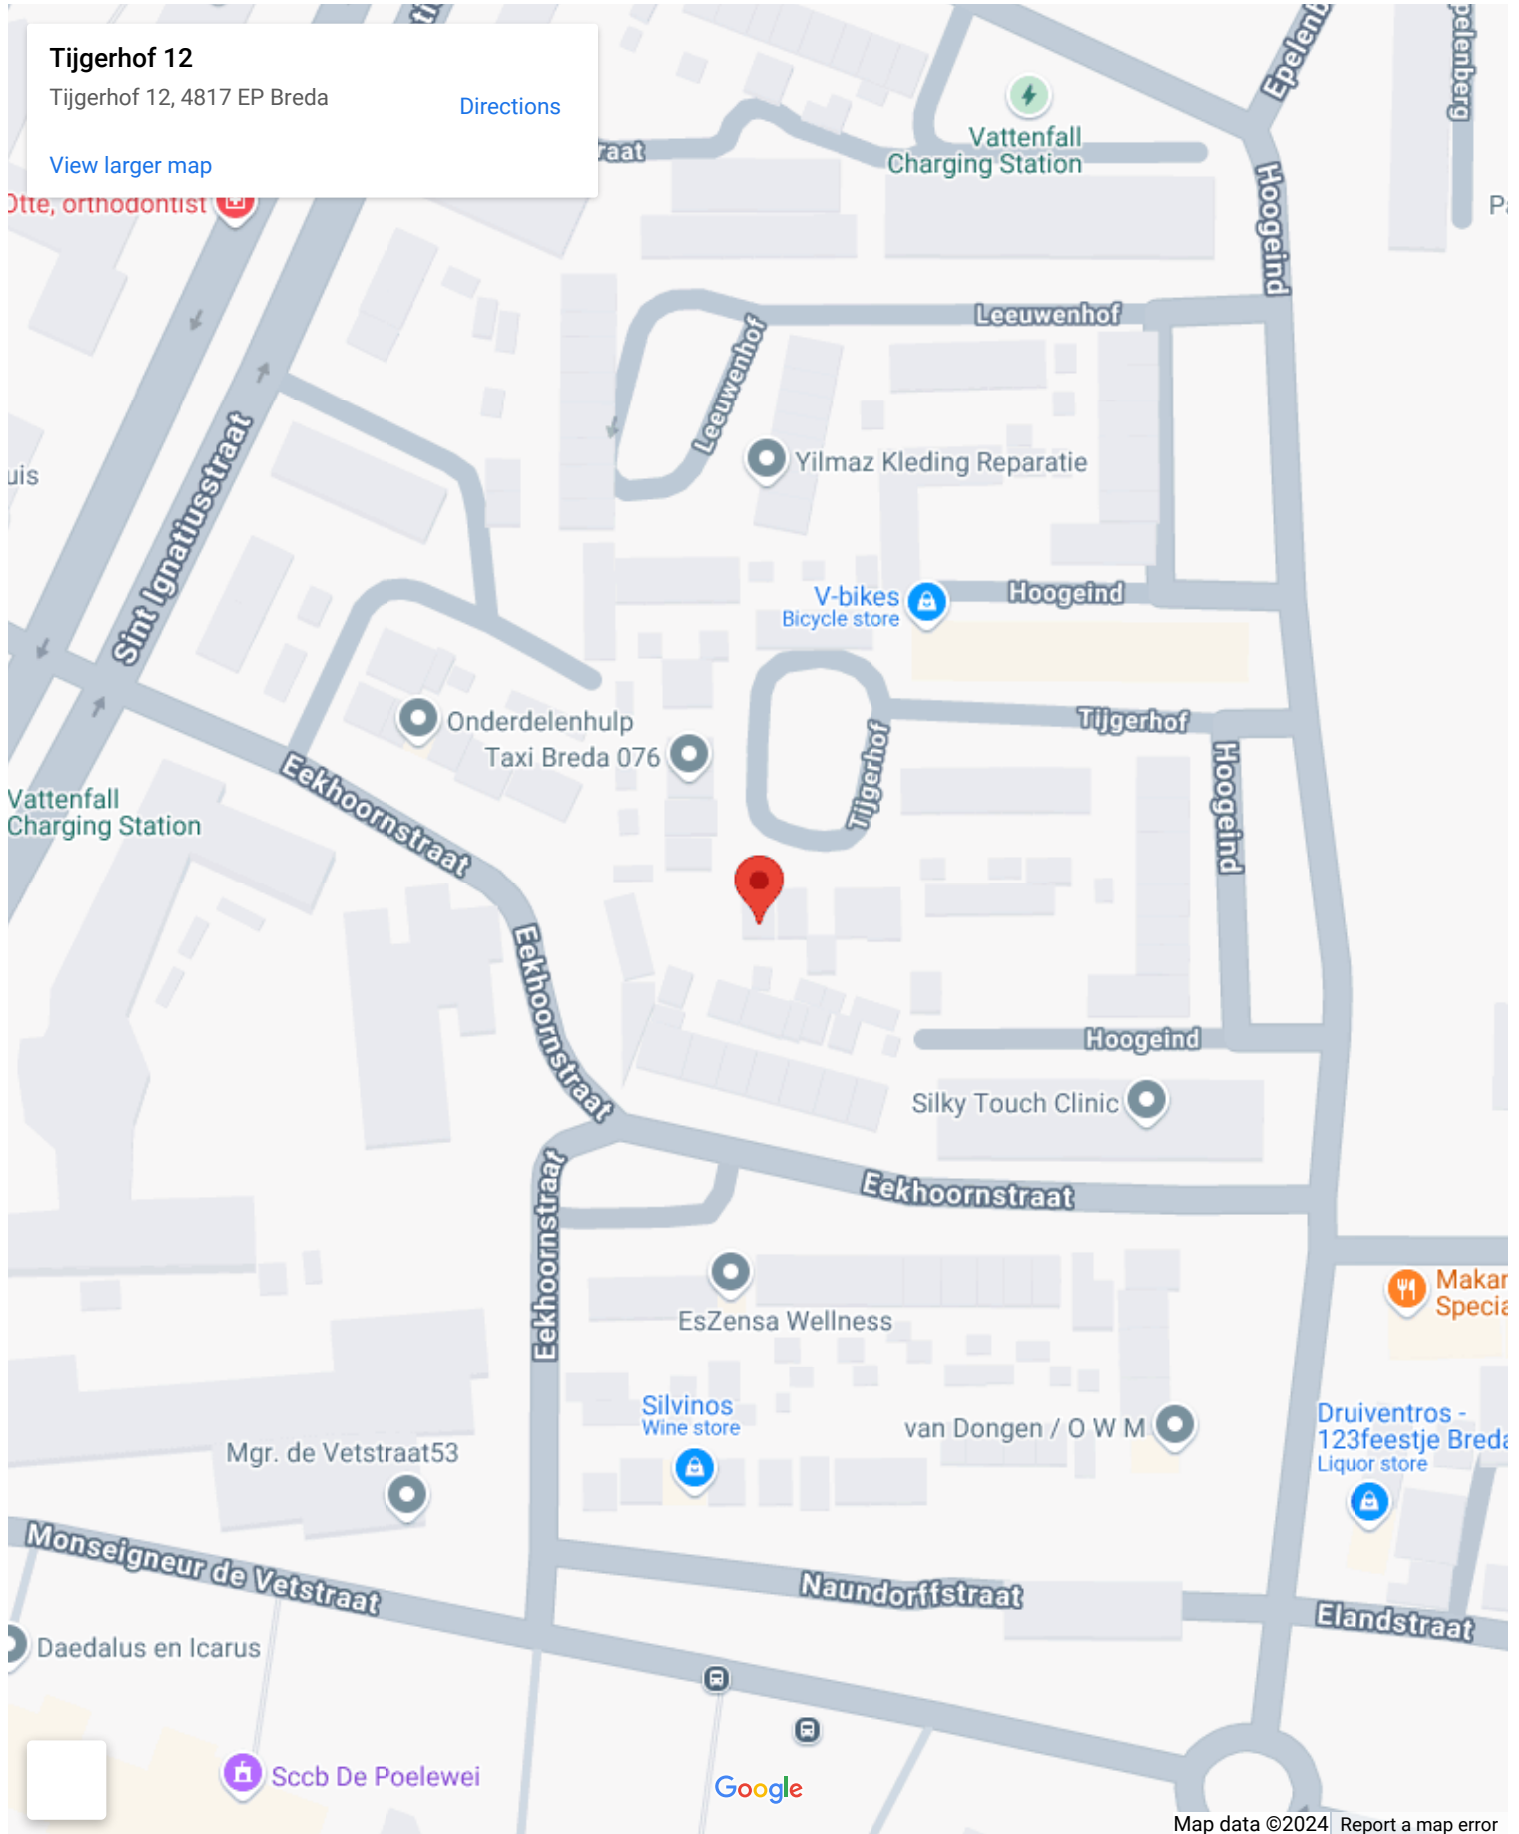 Tijgerhof 12
Tijgerhof 12, 4817 EP Breda
Directions
View larger map
Epelenberg
Vattenfall
Charging Station
Hoogeind
Leeuwenhof
Leeuwenhof
Sint Ignatiusstraat
Yilmaz Kleding Reparatie
V-bikes
Bicycle store
Hoogeind
Onderdelenhulp
Taxi Breda 076
Tijgerhof
Tijgerhof
Hoogeind
Vattenfall
Charging Station
Eekhoornstraat
Eekhoornstraat
Hoogeind
Silky Touch Clinic
Eekhoornstraat
Eekhoornstraat
EsZensa Wellness
Silvinos
Wine store
van Dongen / O W M
Druiventros -
123feestje Breda
Liquor store
Mgr. de Vetstraat53
Monseigneur de Vetstraat
Naundorffstraat
Elandstraat
Daedalus en Icarus
Sccb De Poelewei
Google
Map data ©2024
Report a map error